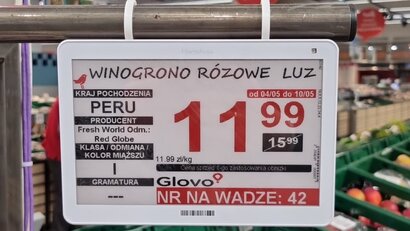 WINOGRONO RÓŻOWE LUZ
KRAJ POCHODZENIA
PERU
PRODUCENT
Fresh World Odm.:
Red Globe
KLASA / ODMIANA /
KOLOR MIĄŻSZU
I
GRAMATURA
---
od 04/05 do 10/05
11 99
15 99
11.99 zł/kg
Glovo
NR NA WADZE: 42